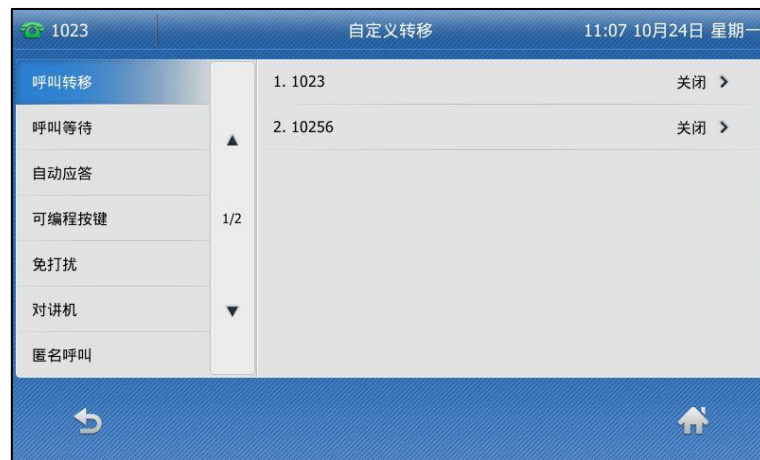 1023 自定义转移 11:07 10月24日 星期一
呼叫转移
呼叫等待
自动应答
可编程按键
免打扰
对讲机
匿名呼叫
1/2
1. 1023 关闭
2. 10256 关闭